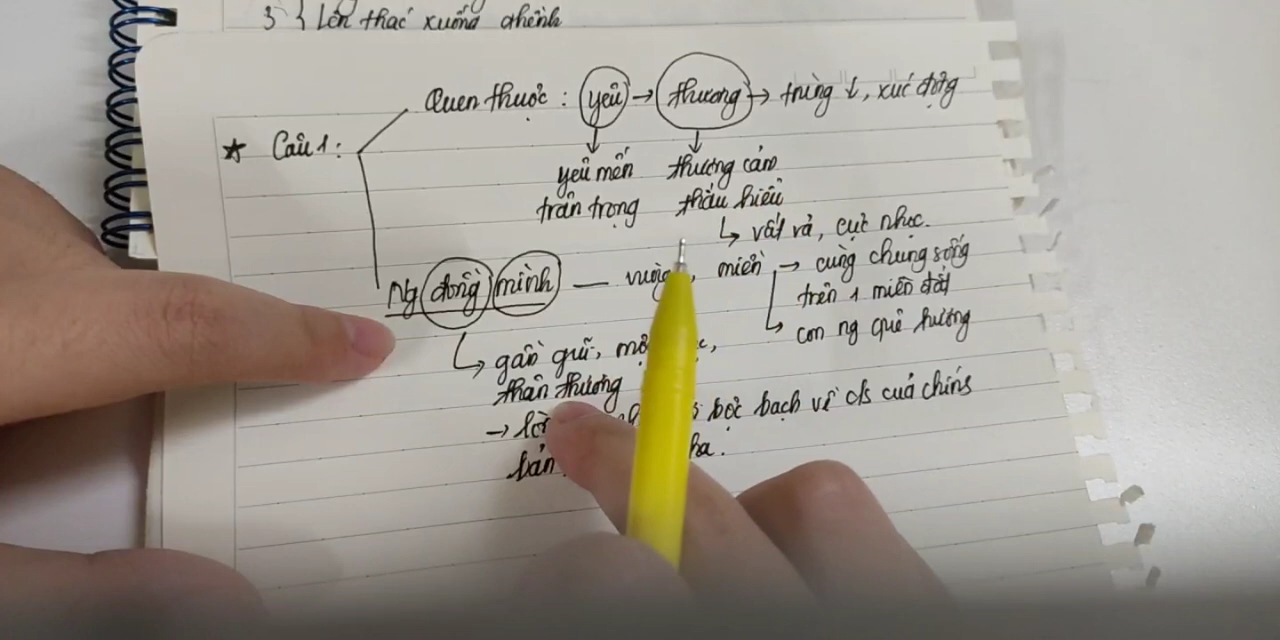 3 } Lên thác xuống ghềnh
Quen thuộc : yêu → thương → trùng ↓, xúc động
★ Câu 1 :
yêu mến thương cảm
trân trọng thấu hiểu
↳ vất vả, cực nhọc.
Ng đồng mình — miền → cùng chung sống
trên 1 miền đất
↳ con ng quê hương
↳ gần gũi,
thân thương
→ bộc bạch về c/s của chính
bản